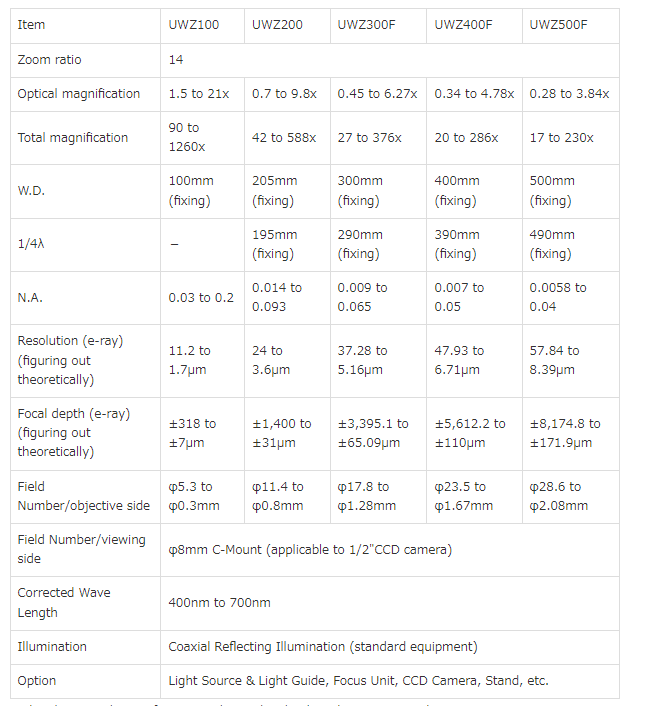 Item UWZ100 UWZ200 UWZ300F UWZ400F UWZ500F
Zoom ratio 14
Optical magnification 1.5 to 21x 0.7 to 9.8x 0.45 to 6.27x 0.34 to 4.78x 0.28 to 3.84x
Total magnification 90 to 1260x 42 to 588x 27 to 376x 20 to 286x 17 to 230x
W.D. 100mm (fixing) 205mm (fixing) 300mm (fixing) 400mm (fixing) 500mm (fixing)
1/4λ – 195mm (fixing) 290mm (fixing) 390mm (fixing) 490mm (fixing)
N.A. 0.03 to 0.2 0.014 to 0.093 0.009 to 0.065 0.007 to 0.05 0.0058 to 0.04
Resolution (e-ray) (figuring out theoretically) 11.2 to 1.7μm 24 to 3.6μm 37.28 to 5.16μm 47.93 to 6.71μm 57.84 to 8.39μm
Focal depth (e-ray) (figuring out theoretically) ±318 to ±7μm ±1,400 to ±31μm ±3,395.1 to ±65.09μm ±5,612.2 to ±110μm ±8,174.8 to ±171.9μm
Field Number/objective side φ5.3 to φ0.3mm φ11.4 to φ0.8mm φ17.8 to φ1.28mm φ23.5 to φ1.67mm φ28.6 to φ2.08mm
Field Number/viewing side φ8mm C-Mount (applicable to 1/2"CCD camera)
Corrected Wave Length 400nm to 700nm
Illumination Coaxial Reflecting Illumination (standard equipment)
Option Light Source & Light Guide, Focus Unit, CCD Camera, Stand, etc.